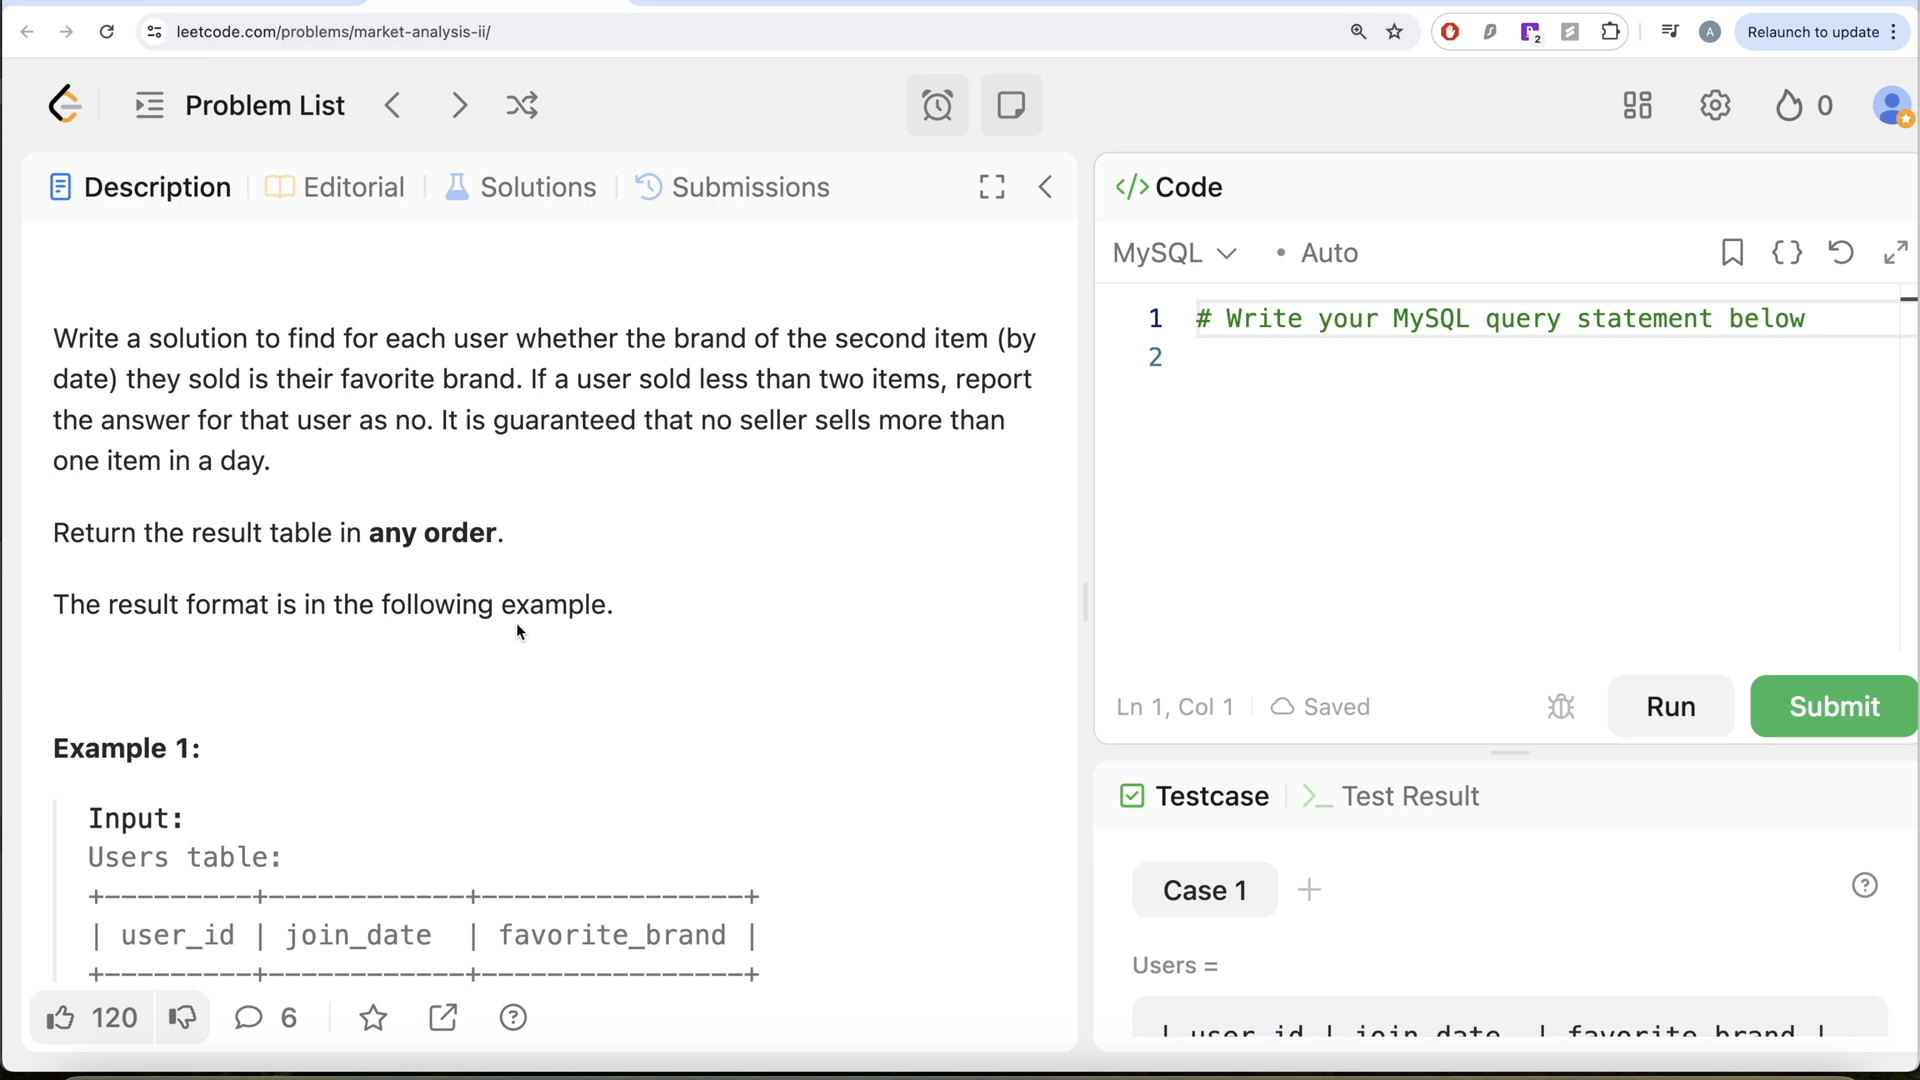 leetcode.com/problems/market-analysis-ii/
2
A
Relaunch to update
Problem List
0
Description
Editorial
Solutions
Submissions
Write a solution to find for each user whether the brand of the second item (by
date) they sold is their favorite brand. If a user sold less than two items, report
the answer for that user as no. It is guaranteed that no seller sells more than
one item in a day.
Return the result table in any order.
The result format is in the following example.
Example 1:
Input:
Users table:
+---------+------------+----------------+
| user_id | join_date  | favorite_brand |
+---------+------------+----------------+
120
6
</> Code
MySQL
• Auto
1 # Write your MySQL query statement below
2
Ln 1, Col 1
Saved
Run
Submit
Testcase
Test Result
Case 1
Users =
| user_id | join_date  | favorite_brand |